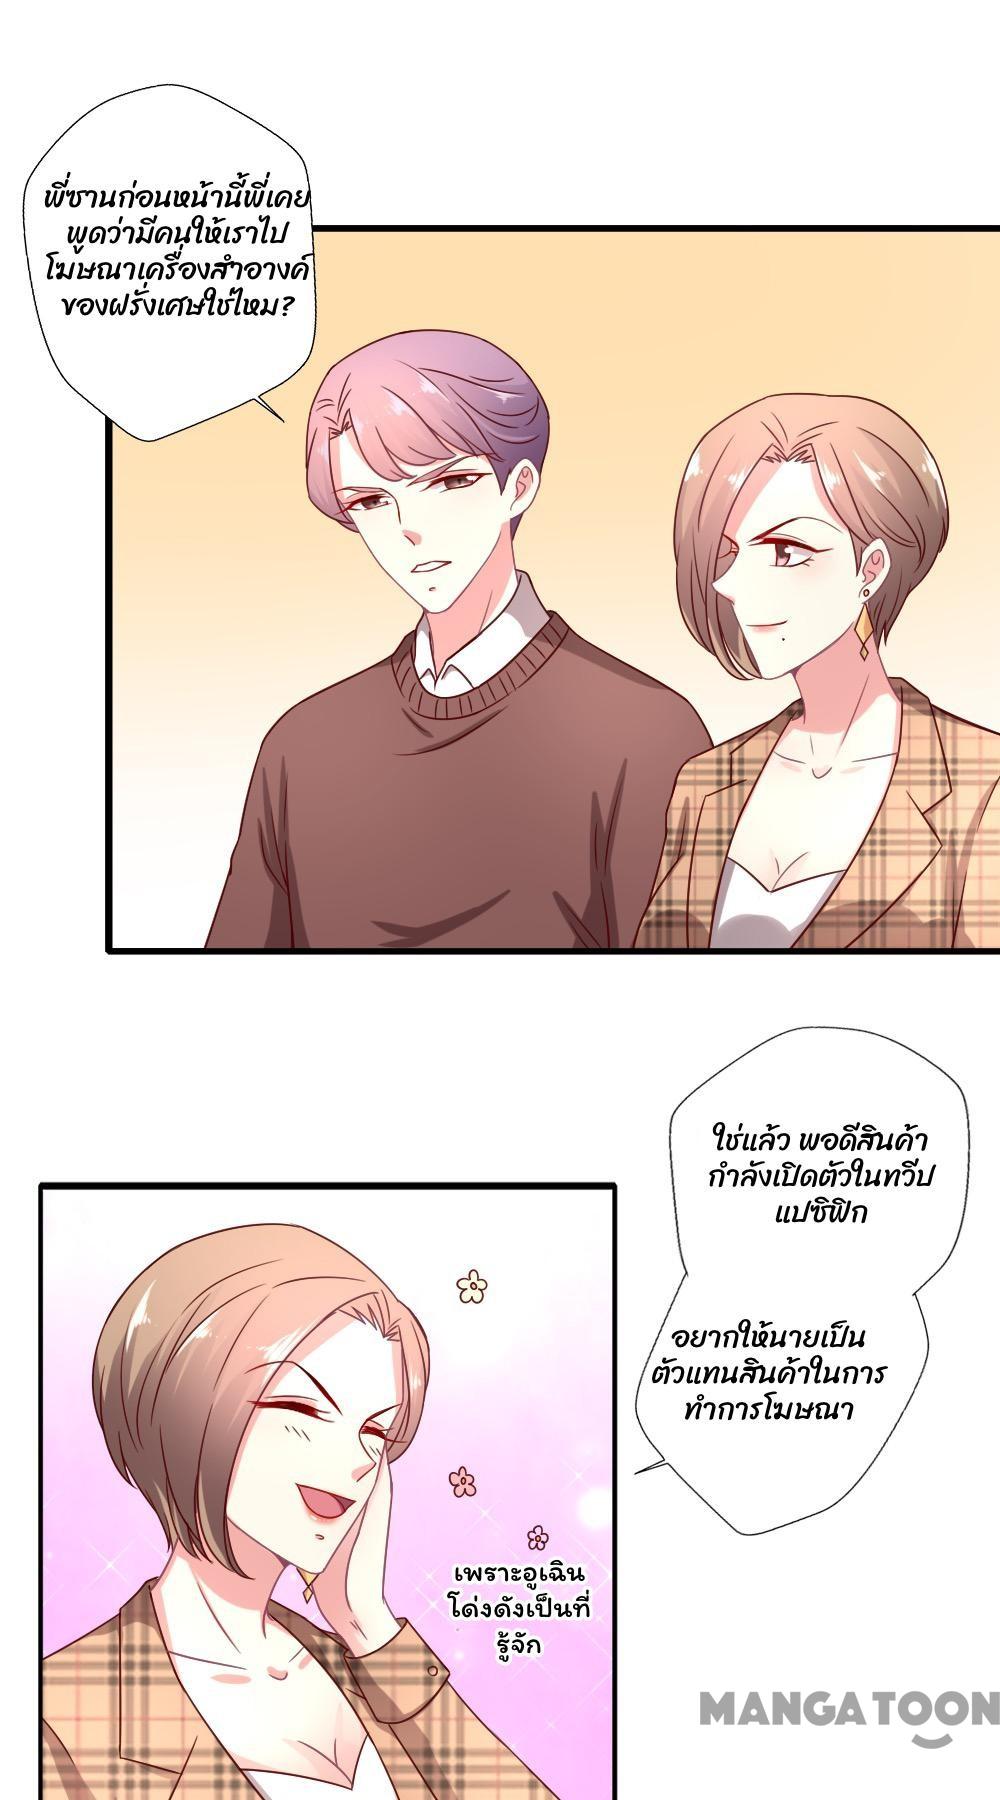 พี่ซานก่อนหน้านี้พี่เคย
พูดว่ามีคนให้เราไป
โฆษณาเครื่องสำอางค์
ของฝรั่งเศษใช่ไหม?
ใช่แล้ว พอดีสินค้า
กำลังเปิดตัวในทวีป
แปซิฟิก
อยากให้นายเป็น
ตัวแทนสินค้าในการ
ทำการโฆษณา
เพราะอูเฉิน
โด่งดังเป็นที่
รู้จัก
MANGATOON